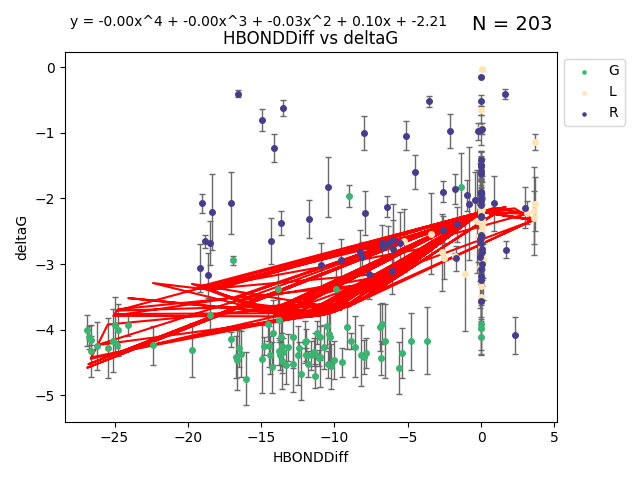 y = -0.00x^4 + -0.00x^3 + -0.03x^2 + 0.10x + -2.21
N = 203
HBONDDiff vs deltaG
G
L
R
0
−1
−2
−3
−4
−5
deltaG
−25 −20 −15 −10 −5 0 5
HBONDDiff